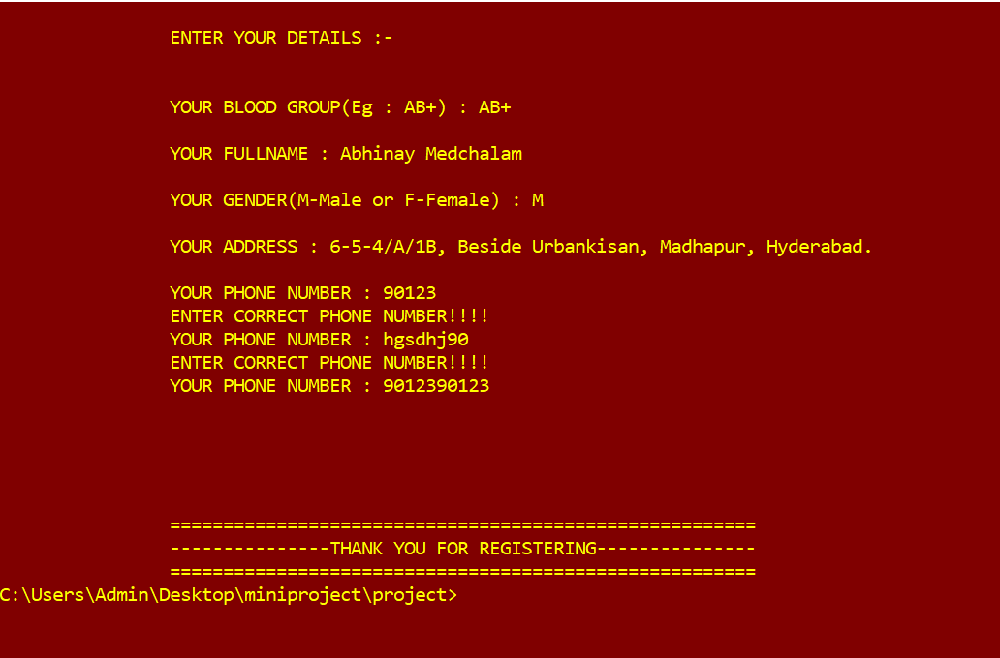 ENTER YOUR DETAILS :-
YOUR BLOOD GROUP(Eg : AB+) : AB+
YOUR FULLNAME : Abhinay Medchalam
YOUR GENDER(M-Male or F-Female) : M
YOUR ADDRESS : 6-5-4/A/1B, Beside Urbankisan, Madhapur, Hyderabad.
YOUR PHONE NUMBER : 90123
ENTER CORRECT PHONE NUMBER!!!!
YOUR PHONE NUMBER : hgsdhj90
ENTER CORRECT PHONE NUMBER!!!!
YOUR PHONE NUMBER : 9012390123
=======================================================
---------------THANK YOU FOR REGISTERING---------------
=======================================================
C:\Users\Admin\Desktop\miniproject\project>